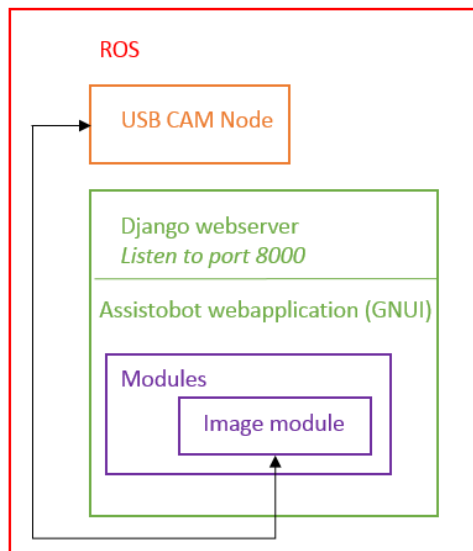 ROS
USB CAM Node
Django webserver
Listen to port 8000
Assistobot webapplication (GNUI)
Modules
Image module